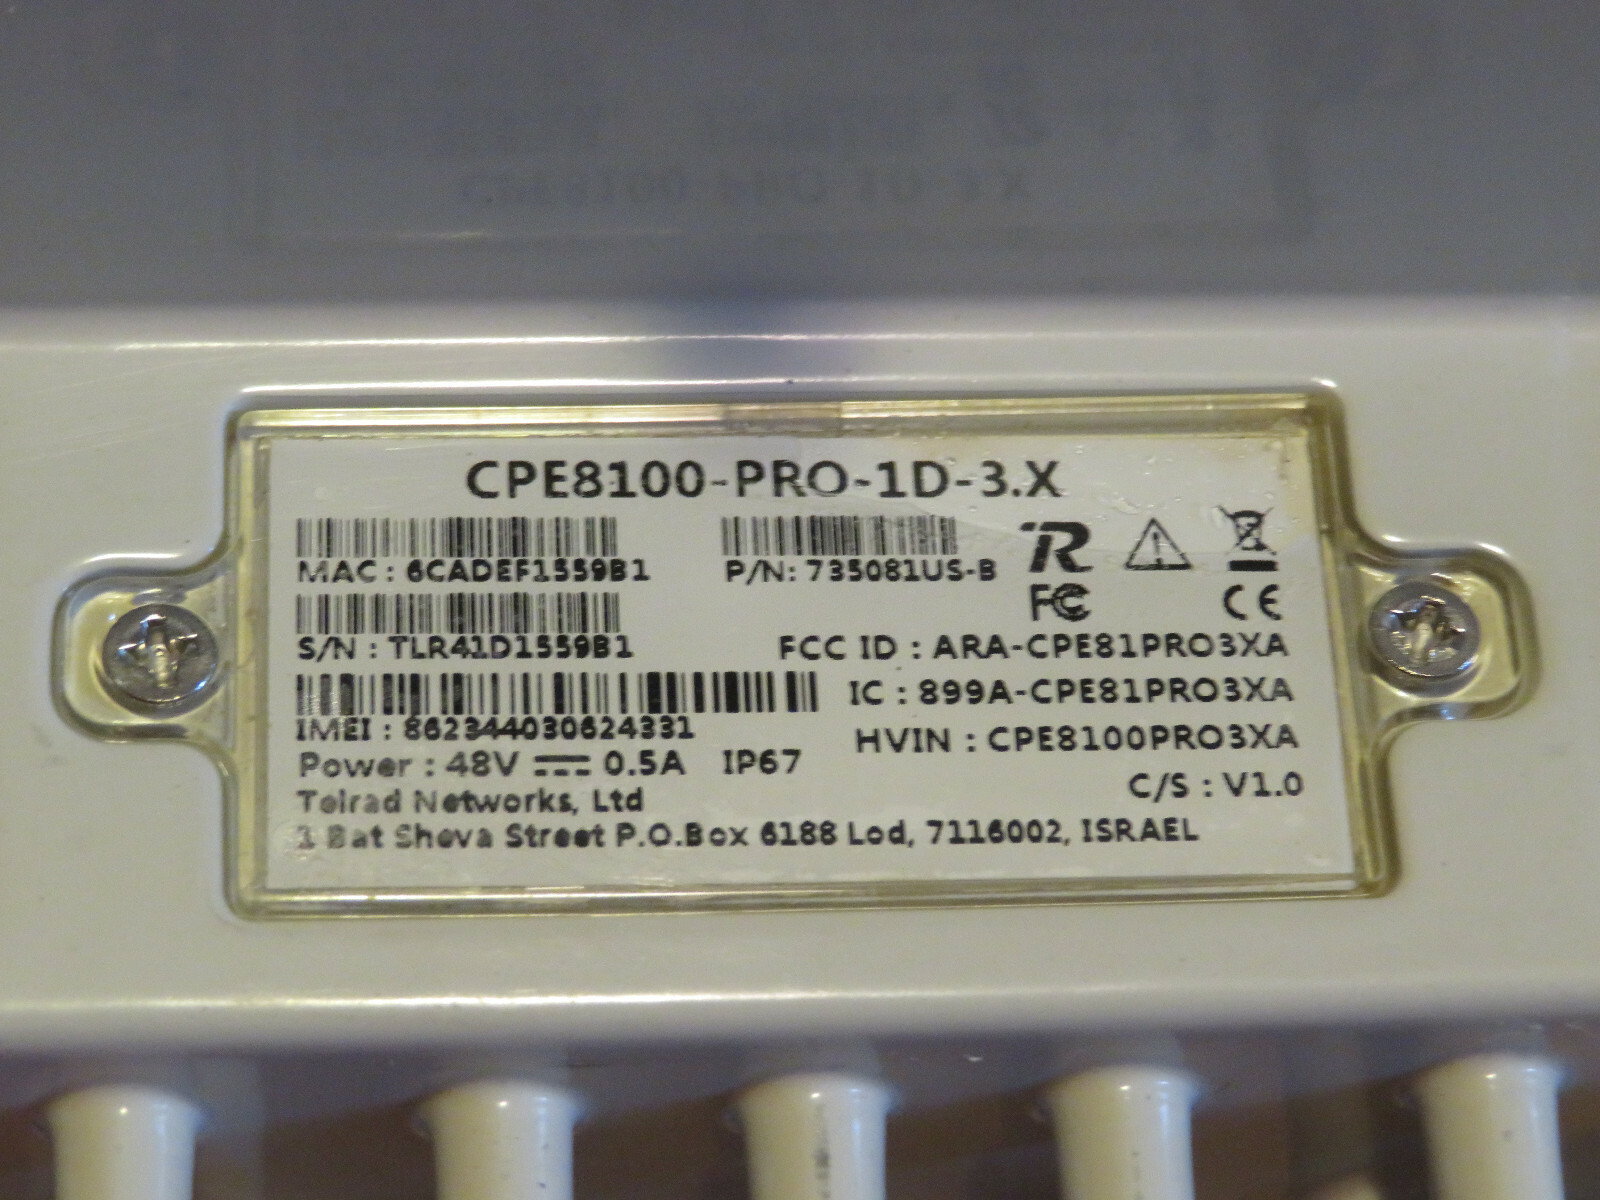 CPE8100-PRO-1D-3.X
MAC : 6CADEF1559B1
P/N: 735081US-B
FC
CE
S/N : TLR41D1559B1
FCC ID : ARA-CPE81PRO3XA
IC : 899A-CPE81PRO3XA
IMEI : 862344030624331
HVIN : CPE8100PRO3XA
Power : 48V 0.5A IP67
C/S : V1.0
Telrad Networks, Ltd
1 Bat Sheva Street P.O.Box 6188 Lod, 7116002, ISRAEL